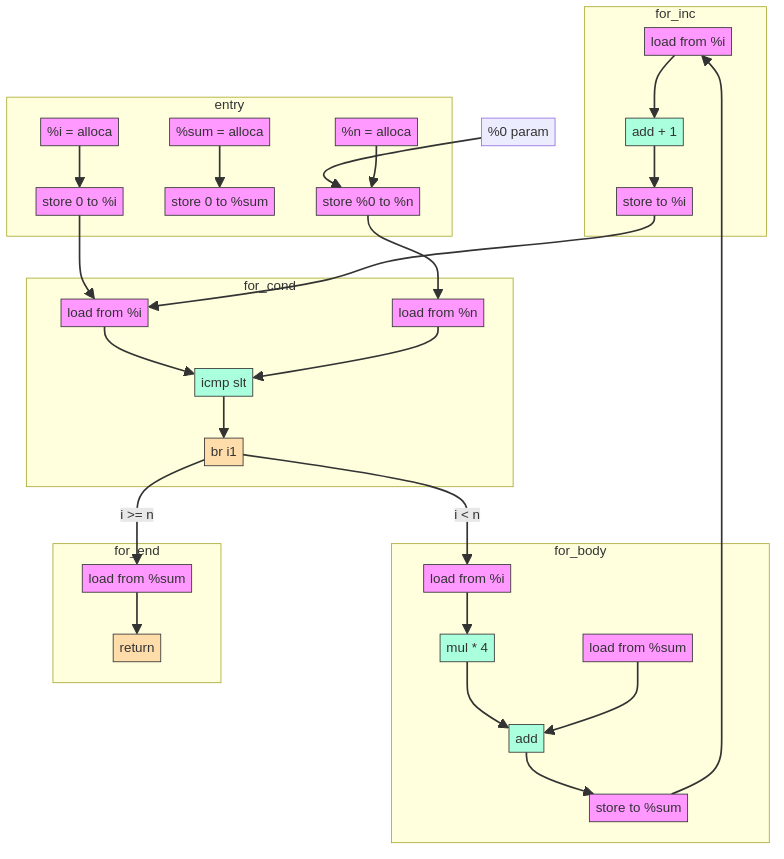 for_inc
load from %i
add + 1
store to %i
entry
%i = alloca
%sum = alloca
%n = alloca
%0 param
store 0 to %i
store 0 to %sum
store %0 to %n
for_cond
load from %i
load from %n
icmp slt
br i1
i >= n
i < n
for_end
load from %sum
return
for_body
load from %i
mul * 4
load from %sum
add
store to %sum